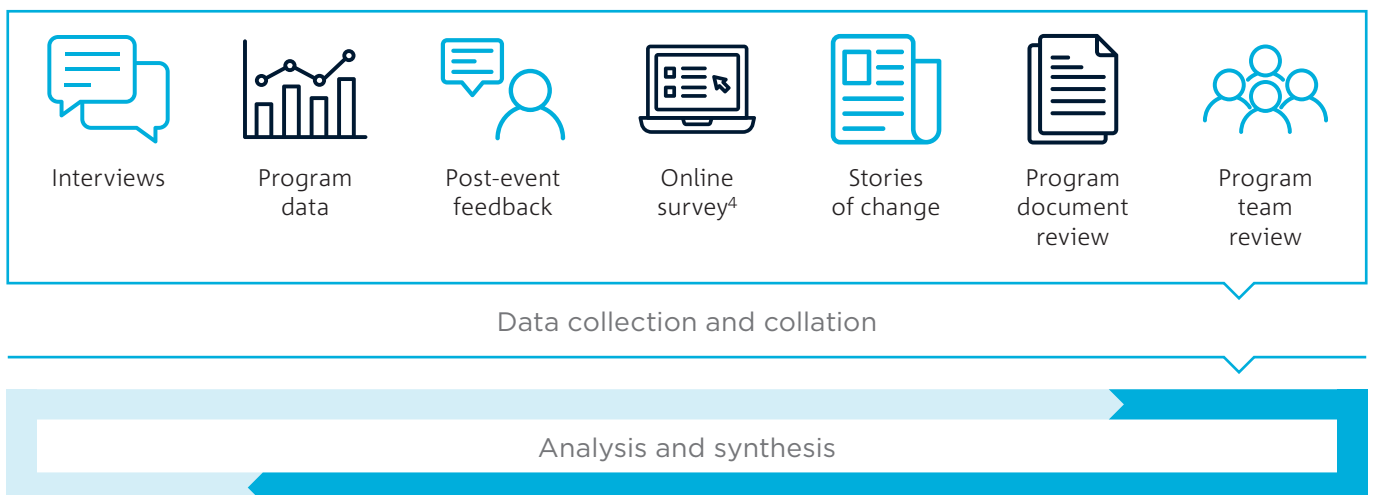 Interviews
Program
data
Post-event
feedback
Online
survey⁴
Stories
of change
Program
document
review
Program
team
review
Data collection and collation
Analysis and synthesis